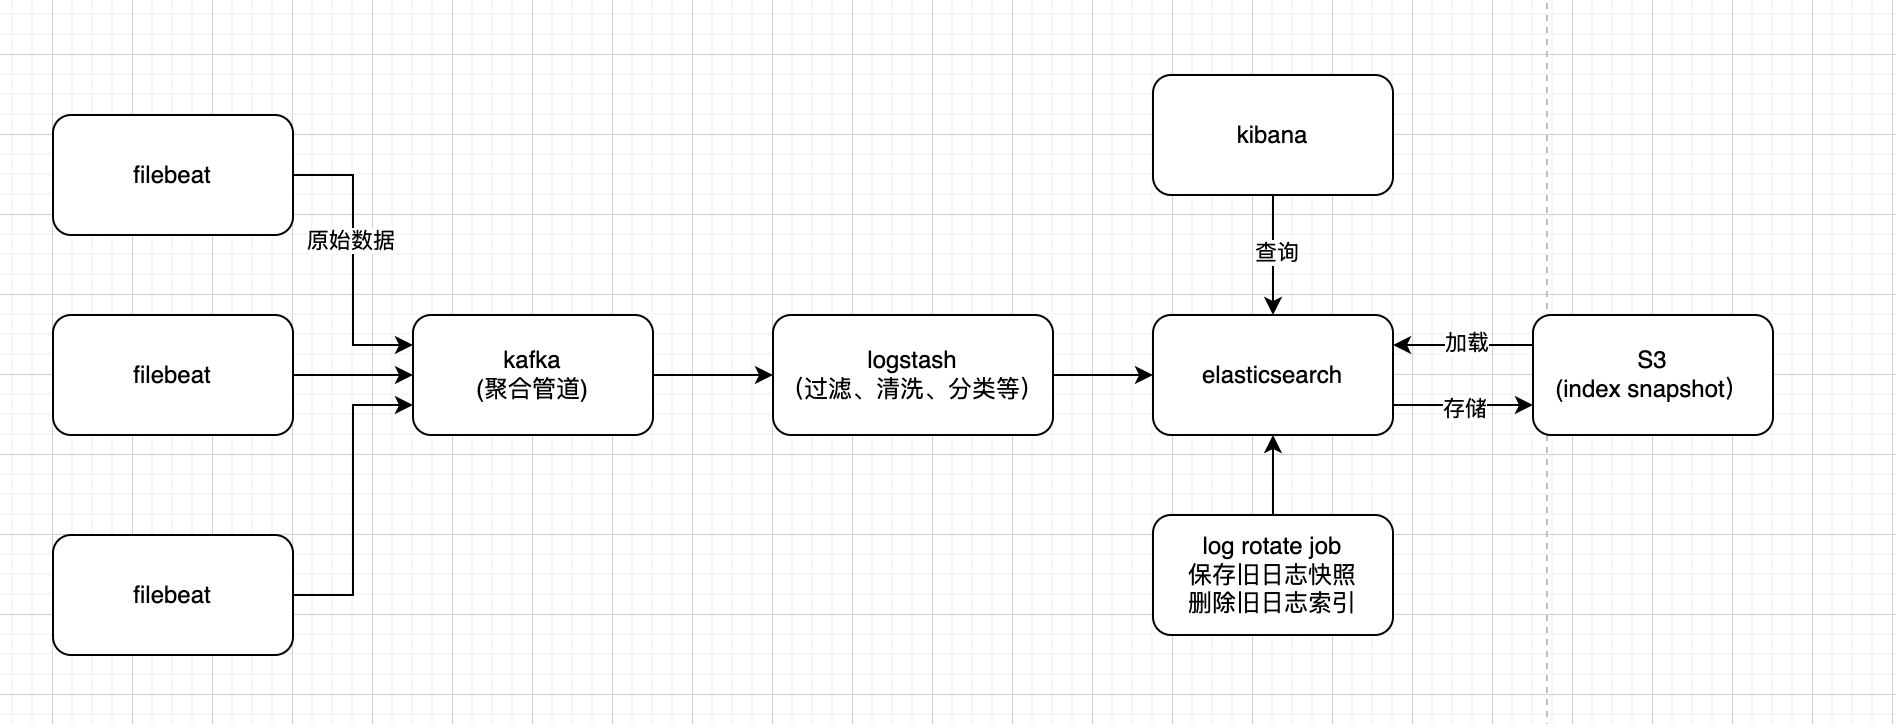 filebeat
原始数据
filebeat
filebeat
kafka
(聚合管道)
logstash
（过滤、清洗、分类等）
kibana
查询
elasticsearch
加载
存储
S3
(index snapshot）
log rotate job
保存旧日志快照
删除旧日志索引